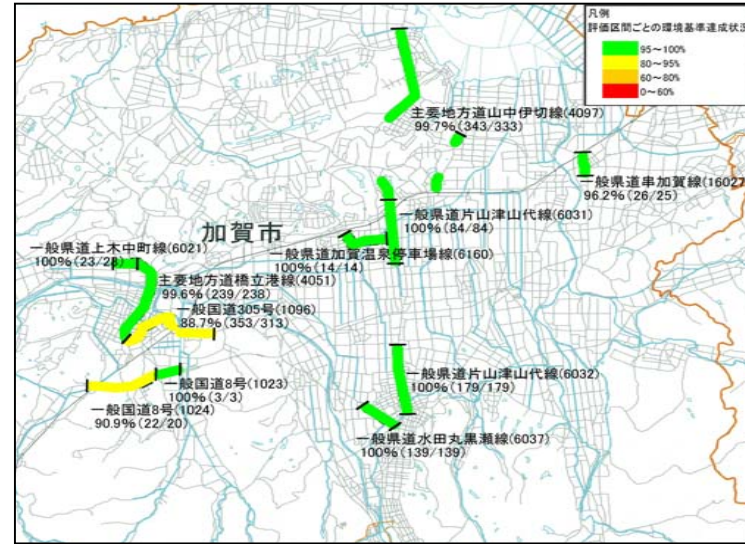 凡例
評価区間ごとの環境基準達成状況
95～100%
80～95%
60～80%
0～60%
主要地方道山中伊切線(4097)
99.7%(343/333)
一般県道串加賀線(16027)
96.2%(26/25)
一般県道片山津山代線(6031)
100%(84/84)
加賀市
一般県道上木中町線(6021)
100%(23/28)
一般県道加賀温泉停車場線(6160)
100%(14/14)
主要地方道橋立港線(4051)
99.6%(239/238)
一般国道305号(1096)
88.7%(353/313)
一般県道片山津山代線(6032)
100%(179/179)
一般国道8号(1023)
100%(3/3)
一般国道8号(1024)
90.9%(22/20)
一般県道水田丸黒瀬線(6037)
100%(139/139)